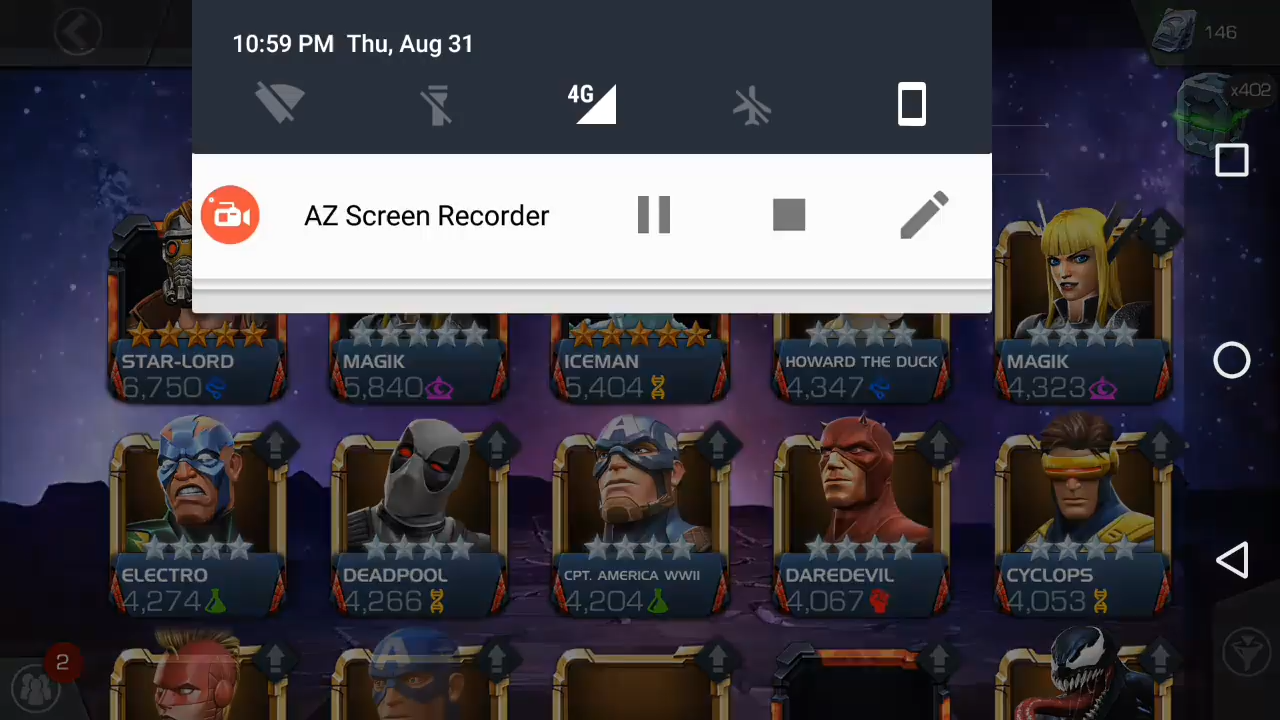 10:59 PM Thu, Aug 31
146
4G
x402
AZ Screen Recorder
STAR-LORD
6,750
MAGIK
5,840
ICEMAN
5,404
HOWARD THE DUCK
4,347
MAGIK
4,323
ELECTRO
4,274
DEADPOOL
4,266
CPT. AMERICA WWII
4,204
DAREDEVIL
4,067
CYCLOPS
4,053
2